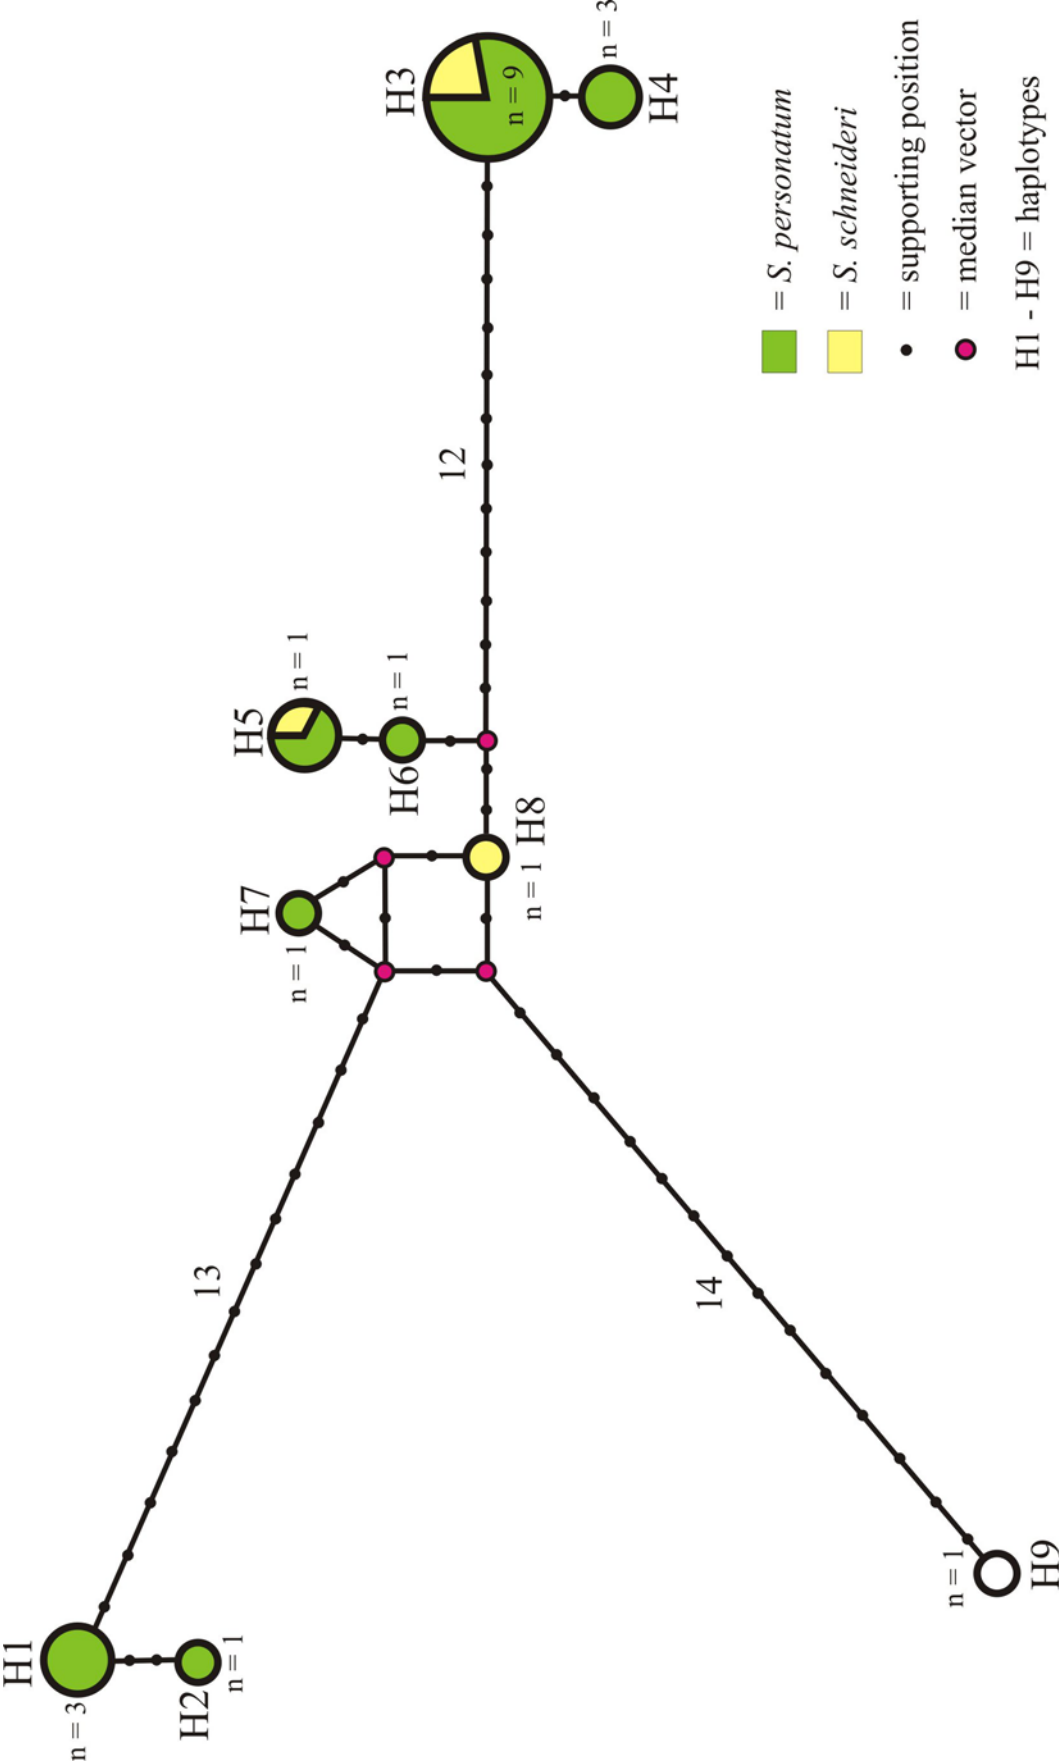 H1
n = 3
H2
n = 1
13
H7
n = 1
H5
n = 1
H6
n = 1
H8
n = 1
12
H3
n = 9
H4
n = 3
14
n = 1
H9
= S. personatum
= S. schneideri
= supporting position
= median vector
H1 - H9 = haplotypes